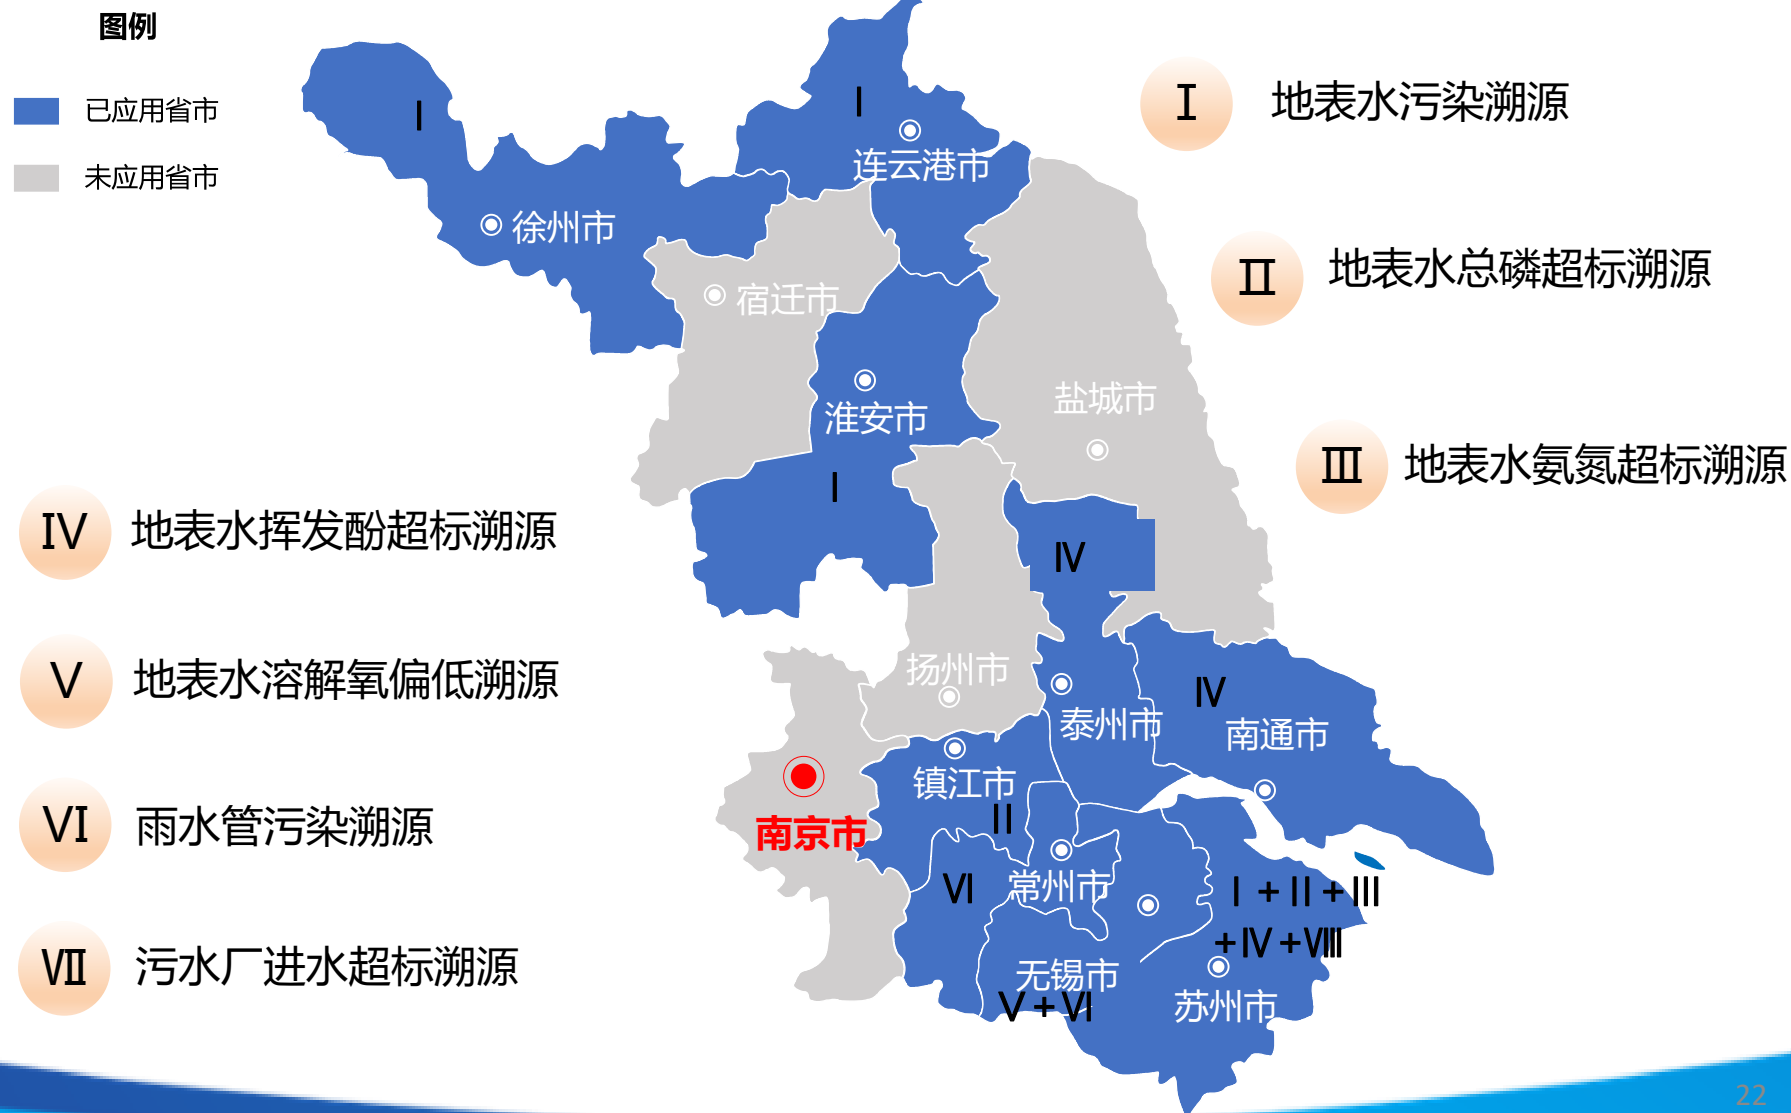 图例
已应用省市
未应用省市
Ⅰ
Ⅰ
连云港市
徐州市
宿迁市
淮安市
Ⅰ
盐城市
Ⅳ
扬州市
泰州市
Ⅳ
南通市
镇江市
Ⅱ
南京市
Ⅵ
常州市
Ⅰ+Ⅱ+Ⅲ
+Ⅳ+Ⅷ
无锡市
Ⅴ+Ⅵ
苏州市
Ⅰ 地表水污染溯源
Ⅱ 地表水总磷超标溯源
Ⅲ 地表水氨氮超标溯源
Ⅳ 地表水挥发酚超标溯源
Ⅴ 地表水溶解氧偏低溯源
Ⅵ 雨水管污染溯源
Ⅶ 污水厂进水超标溯源
22